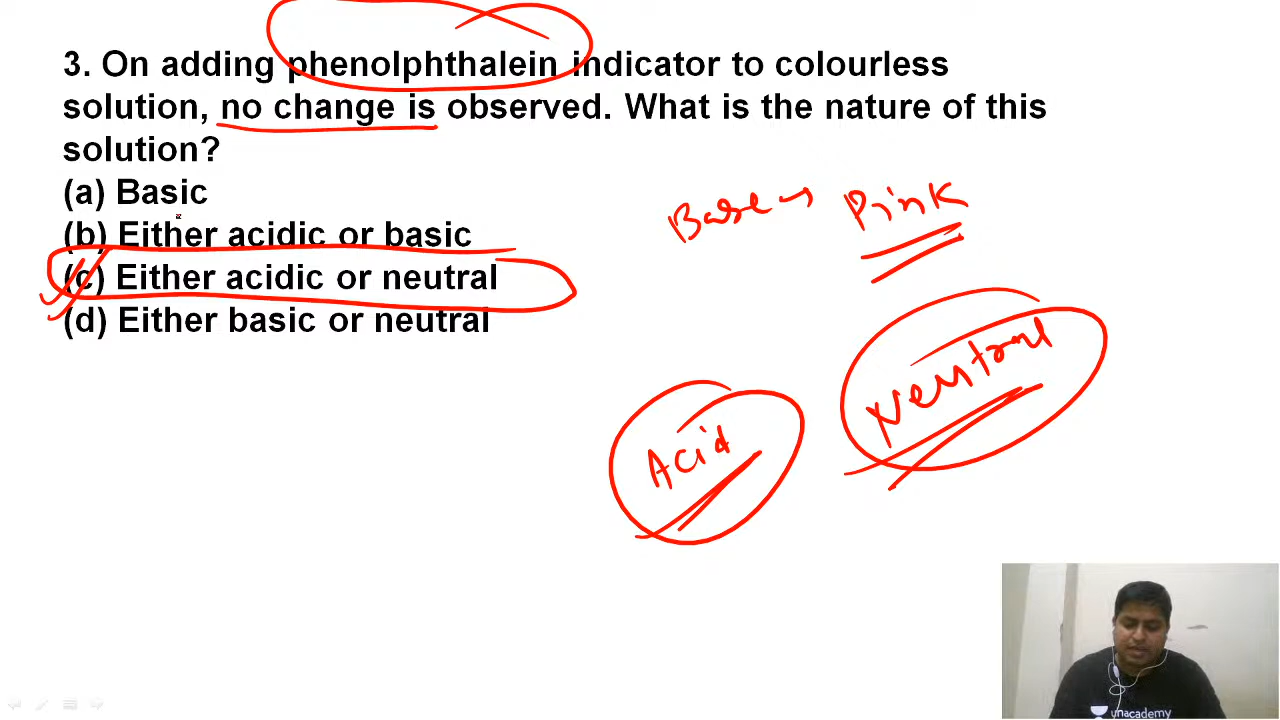 3. On adding phenolphthalein indicator to colourless
solution, no change is observed. What is the nature of this
solution?
(a) Basic
(b) Either acidic or basic
(c) Either acidic or neutral
(d) Either basic or neutral
Base → Pink
Neutral
Acid
unacademy